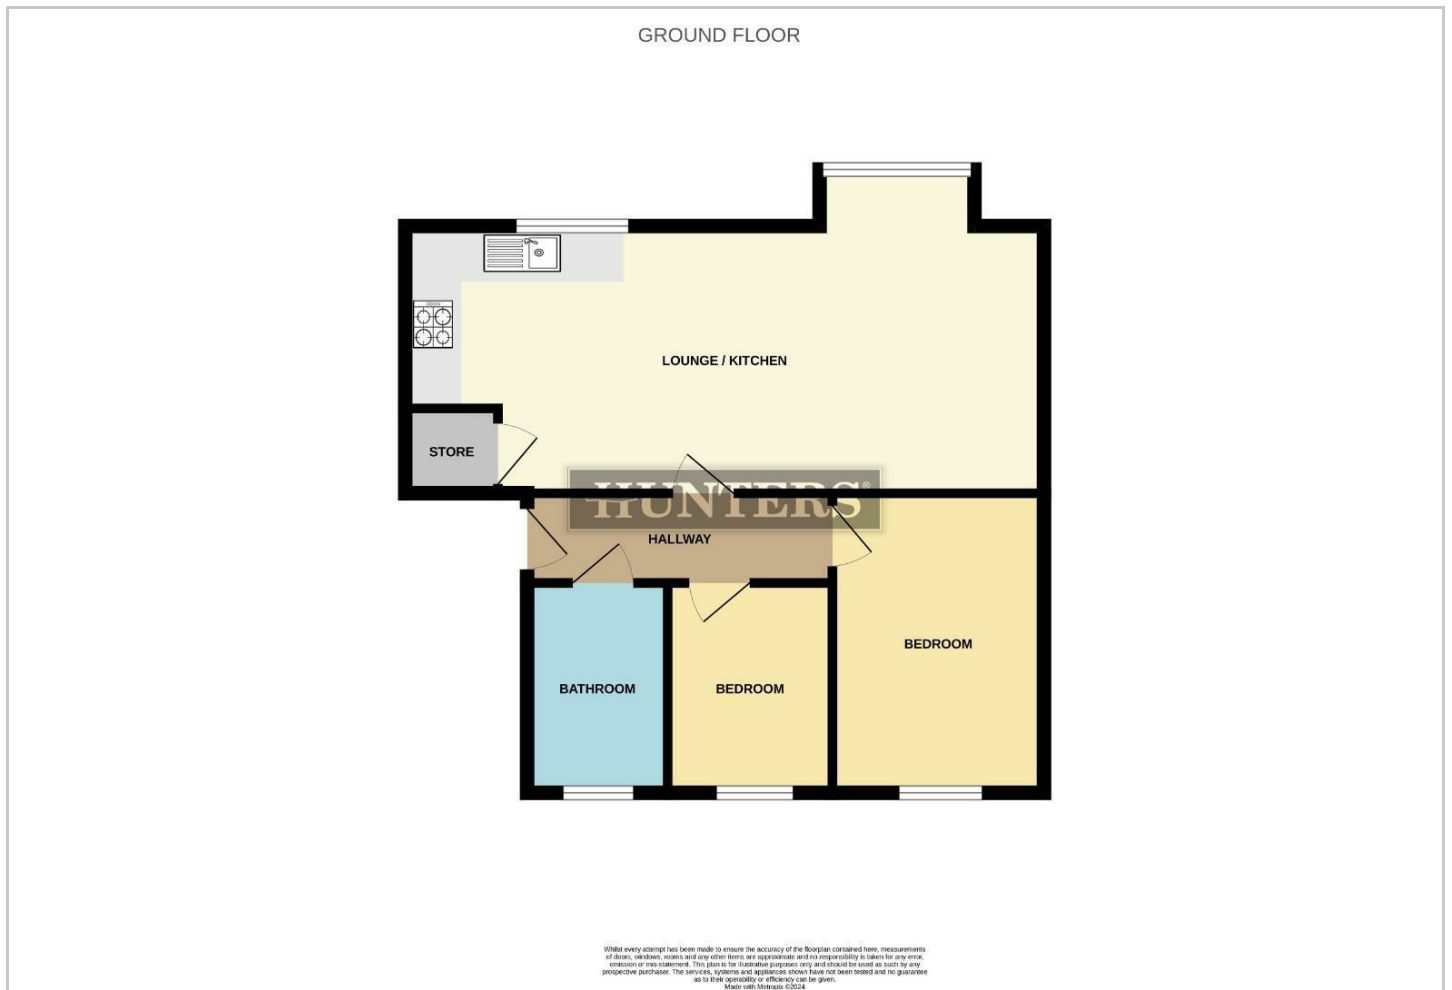 GROUND FLOOR
LOUNGE / KITCHEN
STORE
HUNTERS®
HALLWAY
BEDROOM
BATHROOM
BEDROOM
Whilst every attempt has been made to ensure the accuracy of the floorplan contained here, measurements
of doors, windows, rooms and any other items are approximate and no responsibility is taken for any error,
omission or mis-statement. This plan is for illustrative purposes only and should be used as such by any
prospective purchaser. The services, systems and appliances shown have not been tested and no guarantee
as to their operability or efficiency can be given.
Made with Metropix ©2024